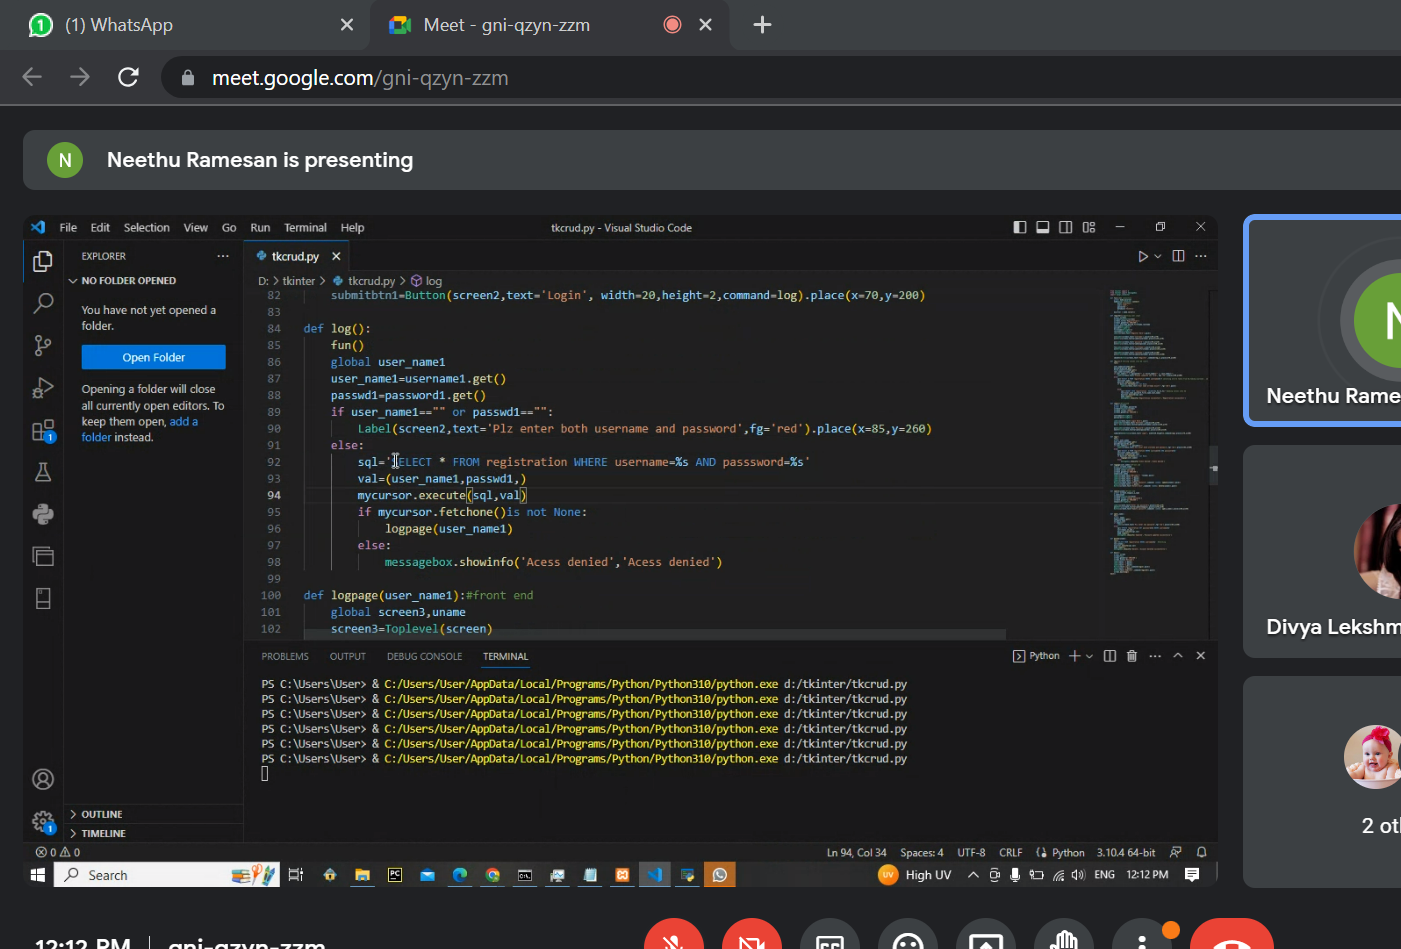 (1) WhatsApp
Meet - gni-qzyn-zzm
meet.google.com/gni-qzyn-zzm
N
Neethu Ramesan is presenting
File Edit Selection View Go Run Terminal Help
tkcrud.py - Visual Studio Code
EXPLORER
NO FOLDER OPENED
You have not yet opened a
folder.
Open Folder
Opening a folder will close
all currently open editors. To
keep them open, add a
folder instead.
OUTLINE
TIMELINE
tkcrud.py
D: > tkinter > tkcrud.py > log
82 submitbtn1=Button(screen2,text='Login', width=20,height=2,command=log).place(x=70,y=200)
83
84 def log():
85 fun()
86 global user_name1
87 user_name1=username1.get()
88 passwd1=password1.get()
89 if user_name1=="" or passwd1=="":
90 Label(screen2,text='Plz enter both username and password',fg='red').place(x=85,y=260)
91 else:
92 sql='SELECT * FROM registration WHERE username=%s AND passsword=%s'
93 val=(user_name1,passwd1,)
94 mycursor.execute(sql,val)
95 if mycursor.fetchone()is not None:
96 logpage(user_name1)
97 else:
98 messagebox.showinfo('Acess denied','Acess denied')
99
100 def logpage(user_name1):#front end
101 global screen3,uname
102 screen3=Toplevel(screen)
PROBLEMS OUTPUT DEBUG CONSOLE TERMINAL
Python
PS C:\Users\User> & C:/Users/User/AppData/Local/Programs/Python/Python310/python.exe d:/tkinter/tkcrud.py
PS C:\Users\User> & C:/Users/User/AppData/Local/Programs/Python/Python310/python.exe d:/tkinter/tkcrud.py
PS C:\Users\User> & C:/Users/User/AppData/Local/Programs/Python/Python310/python.exe d:/tkinter/tkcrud.py
PS C:\Users\User> & C:/Users/User/AppData/Local/Programs/Python/Python310/python.exe d:/tkinter/tkcrud.py
PS C:\Users\User> & C:/Users/User/AppData/Local/Programs/Python/Python310/python.exe d:/tkinter/tkcrud.py
PS C:\Users\User> & C:/Users/User/AppData/Local/Programs/Python/Python310/python.exe d:/tkinter/tkcrud.py
0 0
Ln 94, Col 34 Spaces: 4 UTF-8 CRLF Python 3.10.4 64-bit
Search
High UV
ENG 12:12 PM
N
Neethu Rame
Divya Lekshm
2 ot
12:12 PM | gni-qzyn-zzm